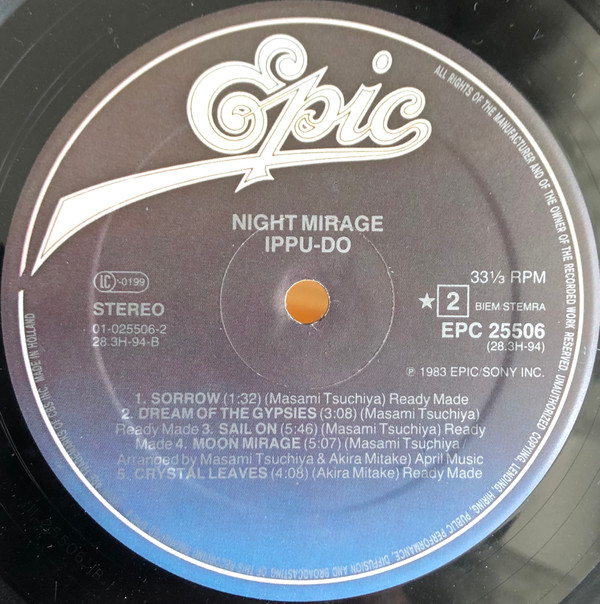 Epic
NIGHT MIRAGE
IPPU-DO
LC 0199
STEREO
01-025506-2
28.3H-94-B
33⅓ RPM
★ 2 BIEM/STEMRA
EPC 25506
(28.3H-94)
℗ 1983 EPIC/SONY INC.
1. SORROW (1:32) (Masami Tsuchiya) Ready Made
2. DREAM OF THE GYPSIES (3:08) (Masami Tsuchiya)
Ready Made 3. SAIL ON (5:46) (Masami Tsuchiya) Ready
Made 4. MOON MIRAGE (5:07) (Masami Tsuchiya)
Arranged by Masami Tsuchiya & Akira Mitake) April Music
5. CRYSTAL LEAVES (4:08) (Akira Mitake) Ready Made
ALL RIGHTS OF THE MANUFACTURER AND OF THE OWNER OF THE RECORDED WORK RESERVED. UNAUTHORIZED COPYING, LENDING, HIRING, PUBLIC PERFORMANCE, DIFFUSION AND BROADCASTING OF THIS RECORD
MADE IN HOLLAND